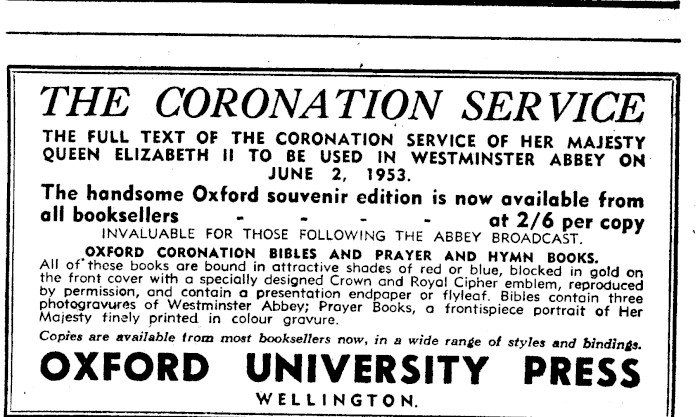 THE CORONATION SERVICE
THE FULL TEXT OF THE CORONATION SERVICE OF HER MAJESTY
QUEEN ELIZABETH II TO BE USED IN WESTMINSTER ABBEY ON
JUNE 2, 1953.
The handsome Oxford souvenir edition is now available from
all booksellers - - - - at 2/6 per copy
INVALUABLE FOR THOSE FOLLOWING THE ABBEY BROADCAST.
OXFORD CORONATION BIBLES AND PRAYER AND HYMN BOOKS.
All of these books are bound in attractive shades of red or blue, blocked in gold on
the front cover with a specially designed Crown and Royal Cipher emblem, reproduced
by permission, and contain a presentation endpaper or flyleaf. Bibles contain three
photogravures of Westminster Abbey; Prayer Books, a frontispiece portrait of Her
Majesty finely printed in colour gravure.
Copies are available from most booksellers now, in a wide range of styles and bindings.
OXFORD UNIVERSITY PRESS
WELLINGTON.